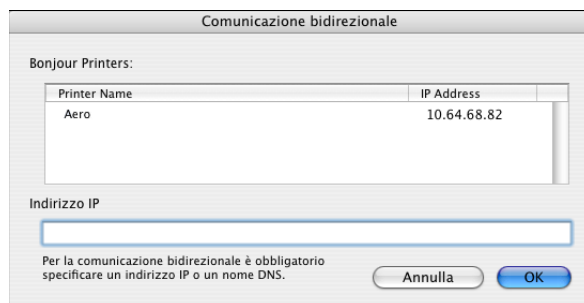 Comunicazione bidirezionale
Bonjour Printers:
Printer Name IP Address
Aero 10.64.68.82
Indirizzo IP
Per la comunicazione bidirezionale è obbligatorio
specificare un indirizzo IP o un nome DNS.
Annulla OK